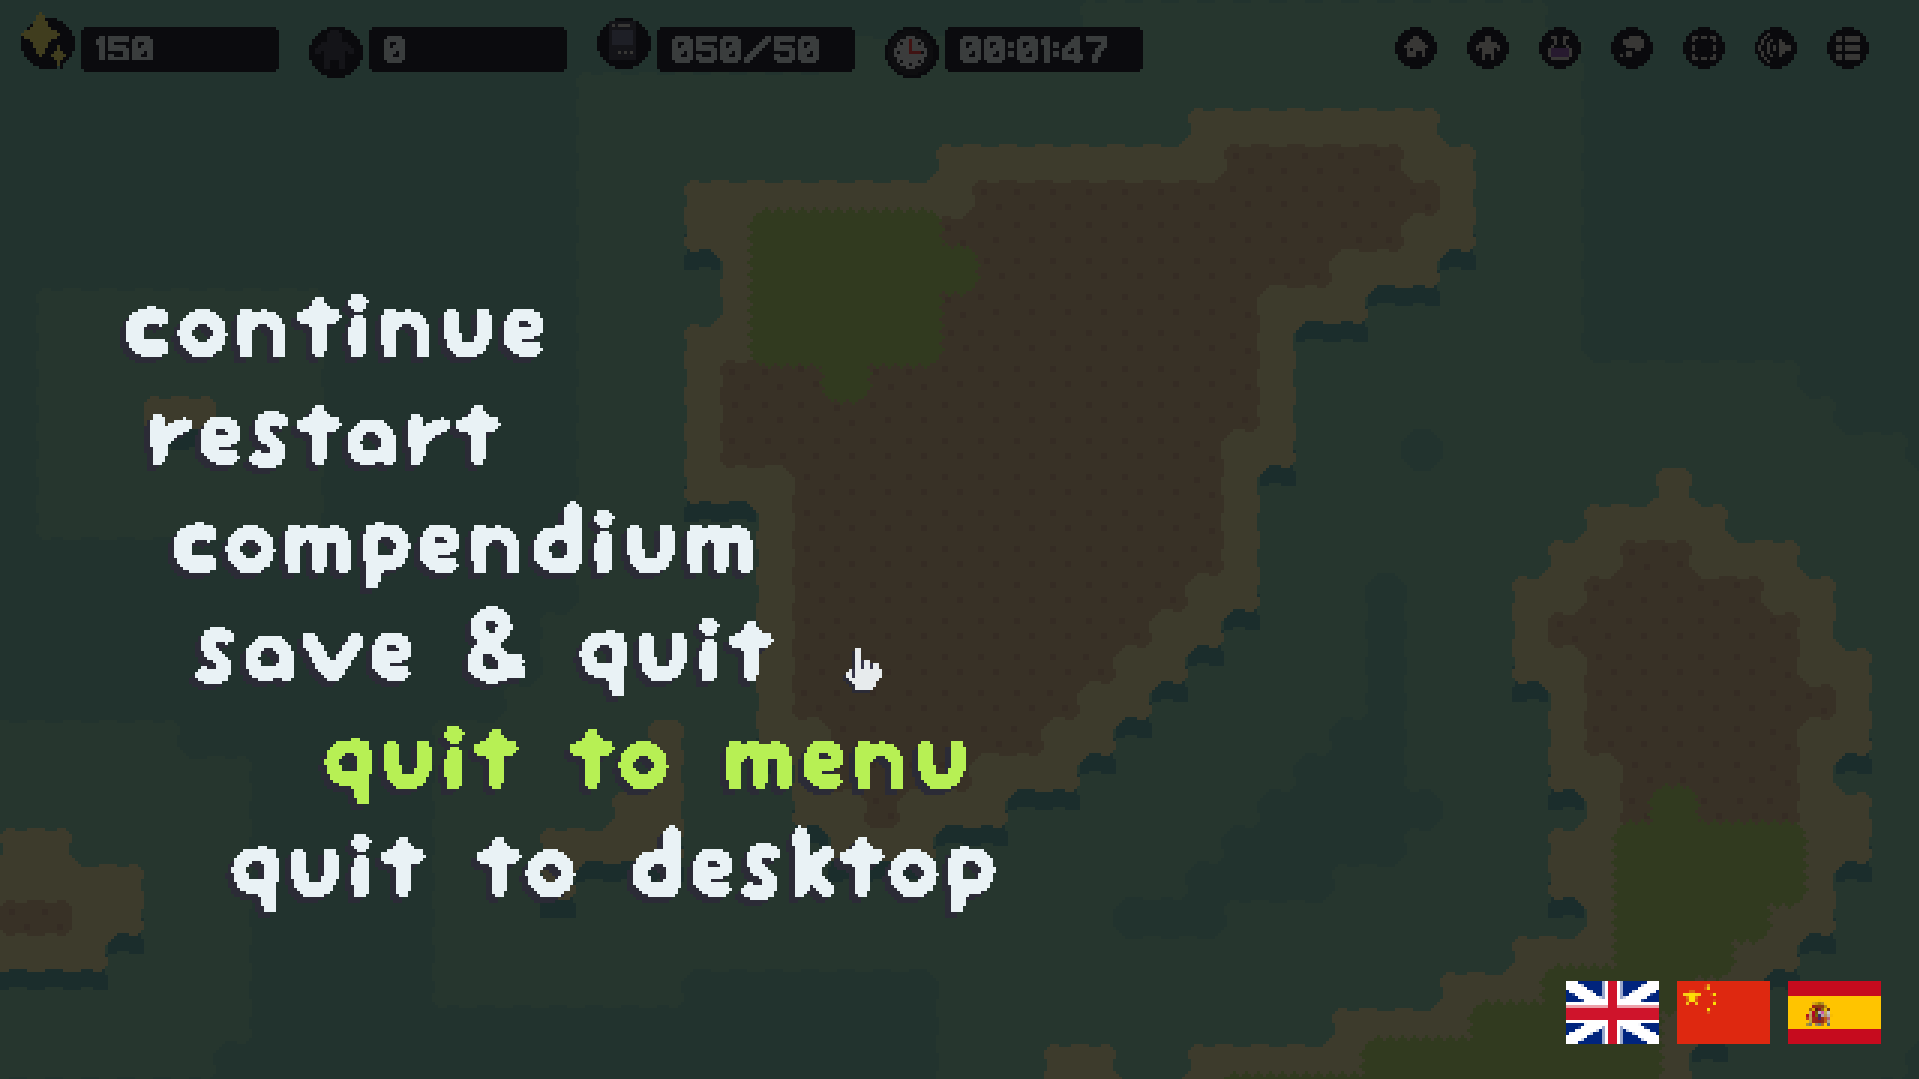 150 0 050/50 00:01:47
continue
restart
compendium
save & quit
quit to menu
quit to desktop